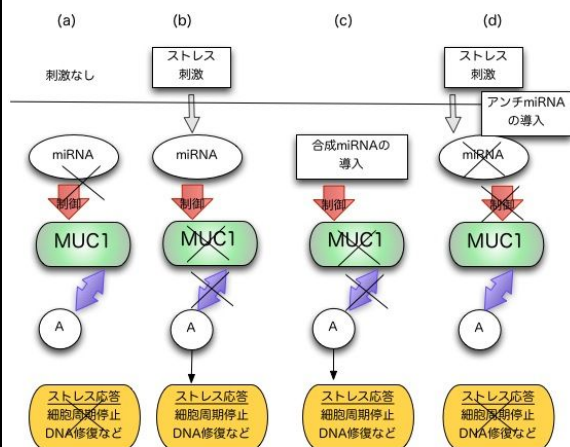 (a)
(b)
(c)
(d)
刺激なし
ストレス
刺激
ストレス
刺激
アンチmiRNA
の導入
miRNA
miRNA
合成miRNAの
導入
miRNA
制御
制御
制御
制御
MUC1
MUC1
MUC1
MUC1
A
A
A
A
ストレス応答
細胞周期停止
DNA修復など
ストレス応答
細胞周期停止
DNA修復など
ストレス応答
細胞周期停止
DNA修復など
ストレス応答
細胞周期停止
DNA修復など